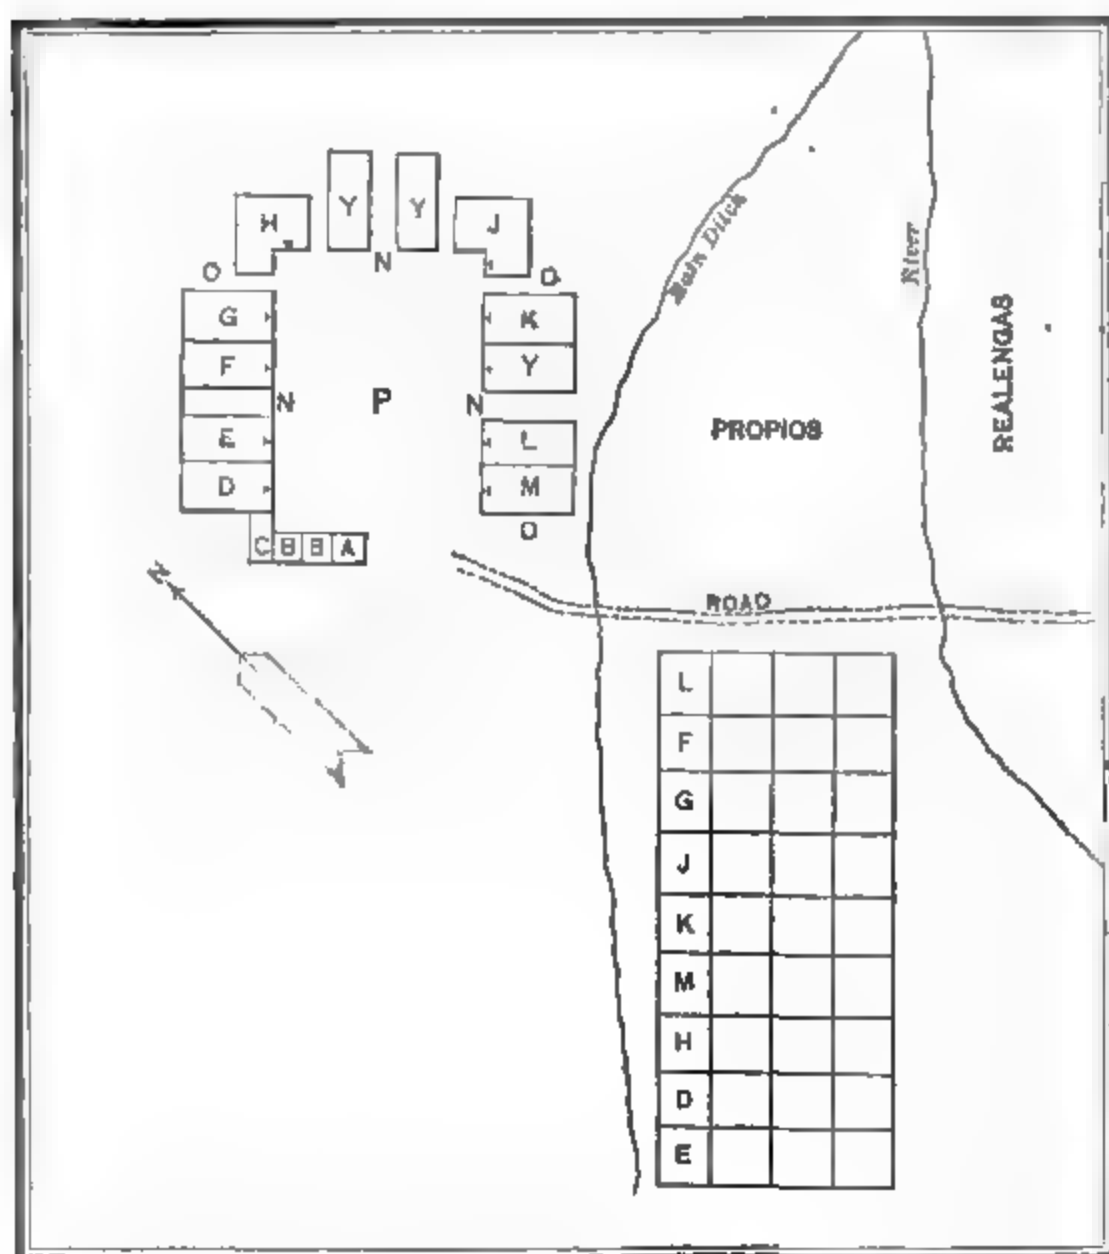 Y Y
H J
N
O O
G K
F Y
N P N
E L
D M
O
C B B A
N
Main Ditch
River
PROPIOS
REALENGAS
ROAD
L
F
G
J
K
M
H
D
E